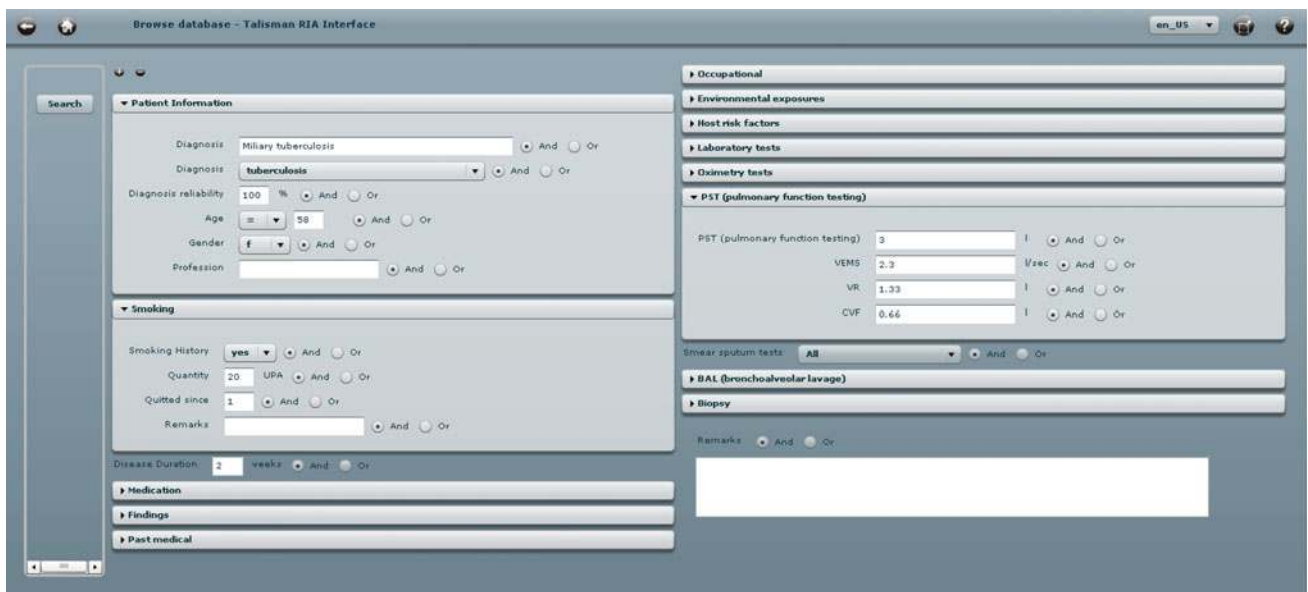 Browse database - Talisman RIA Interface
en_US
Search
Patient Information
Diagnosis Miliary tuberculosis And Or
Diagnosis tuberculosis And Or
Diagnosis reliability 100 % And Or
Age = 58 And Or
Gender f And Or
Profession And Or
Smoking
Smoking History yes And Or
Quantity 20 UPA And Or
Quitted since 1 And Or
Remarks And Or
Disease Duration 2 weeks And Or
Medication
Findings
Past medical
Occupational
Environmental exposures
Host risk factors
Laboratory tests
Oximetry tests
PST (pulmonary function testing)
PST (pulmonary function testing) 3 l And Or
VEMS 2.3 l/sec And Or
VR 1.33 l And Or
CVF 0.66 l And Or
Smear sputum tests All And Or
BAL (bronchoalveolar lavage)
Biopsy
Remarks And Or